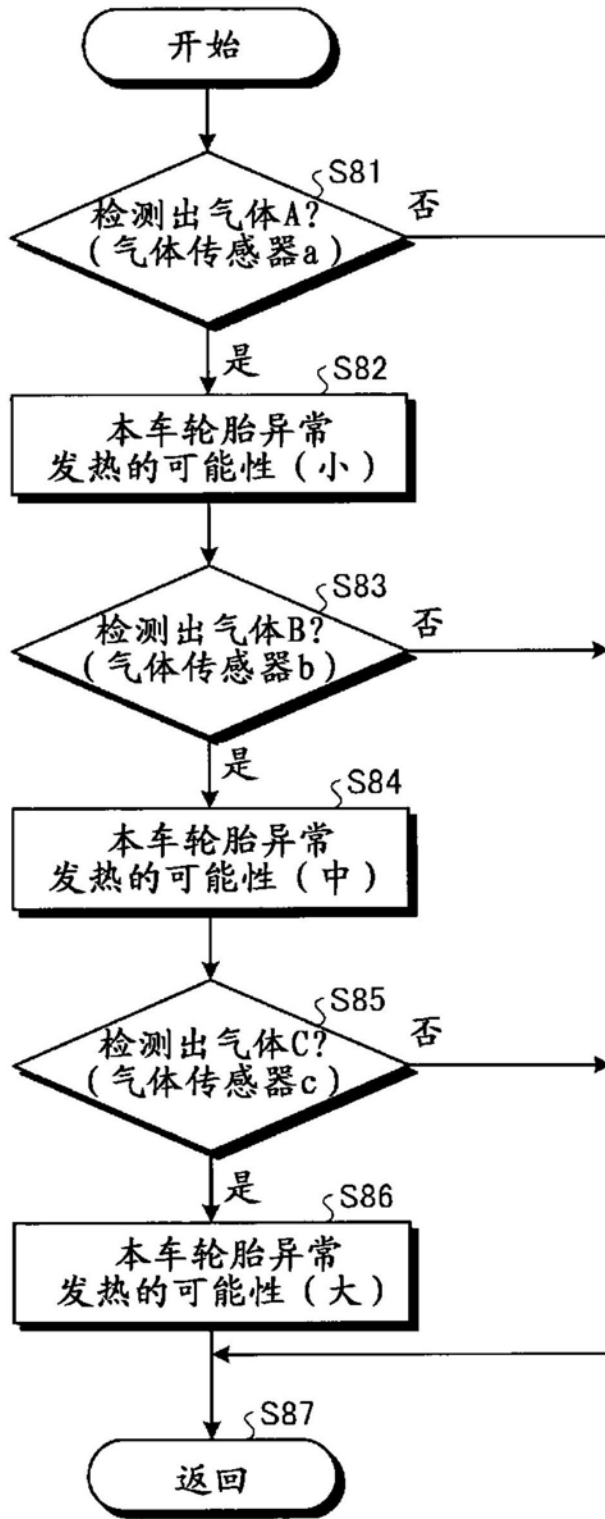 开始
S81
检测出气体A?
(气体传感器a)
否
是
S82
本车轮胎异常
发热的可能性(小)
S83
检测出气体B?
(气体传感器b)
否
是
S84
本车轮胎异常
发热的可能性(中)
S85
检测出气体C?
(气体传感器c)
否
是
S86
本车轮胎异常
发热的可能性(大)
S87
返回